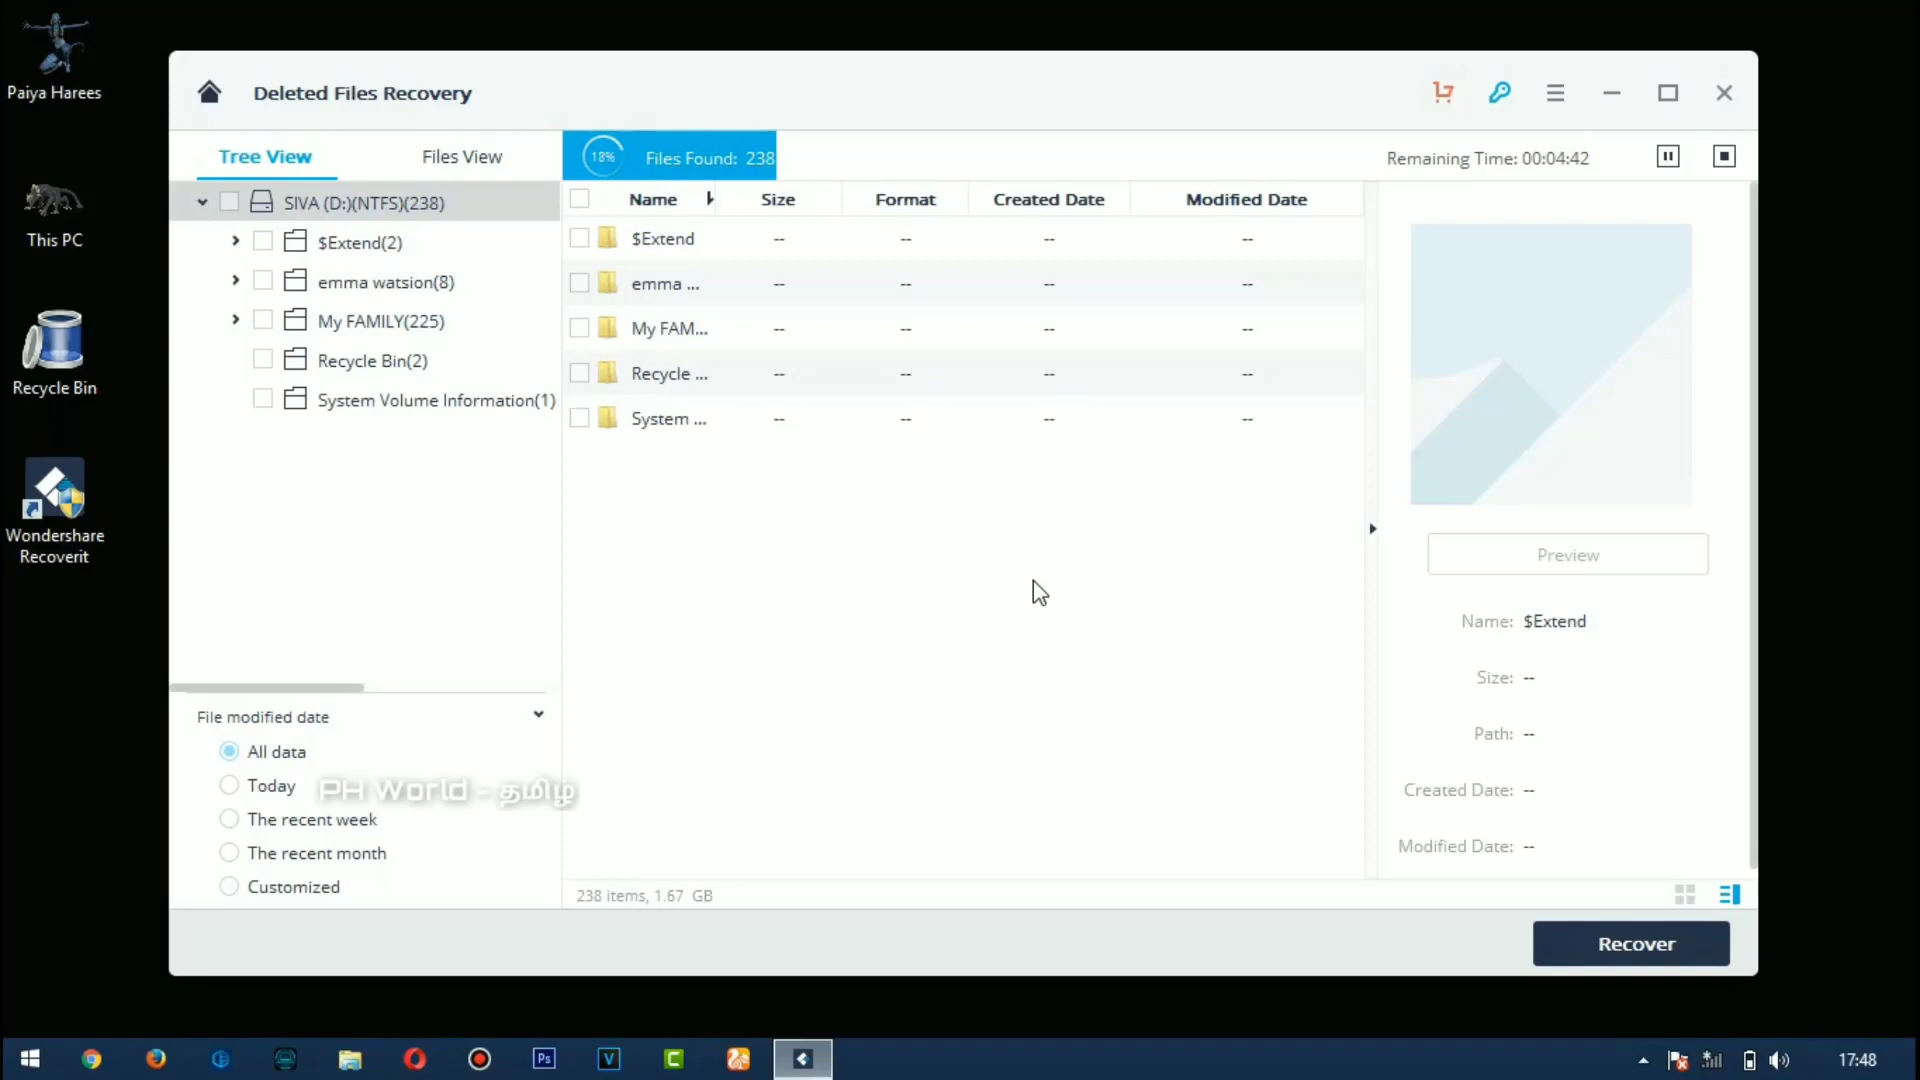 Paiya Harees
This PC
Recycle Bin
Wondershare
Recoverit
Deleted Files Recovery
Tree View
Files View
18%
Files Found: 238
Remaining Time: 00:04:42
SIVA (D:)(NTFS)(238)
$Extend(2)
emma watsion(8)
My FAMILY(225)
Recycle Bin(2)
System Volume Information(1)
Name Size Format Created Date Modified Date
$Extend -- -- -- --
emma ... -- -- -- --
My FAM... -- -- -- --
Recycle ... -- -- -- --
System ... -- -- -- --
Preview
Name: $Extend
Size: --
Path: --
Created Date: --
Modified Date: --
File modified date
All data
Today
The recent week
The recent month
Customized
PH World - தமிழ்
238 items, 1.67 GB
Recover
Ps
V
C
17:48